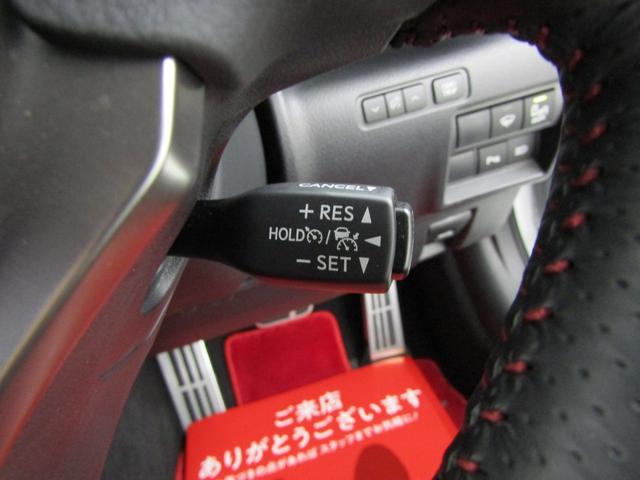 CANCEL▼
+ RES ▲
HOLD / ◄
− SET ▼
ご来店
ありがとうございます